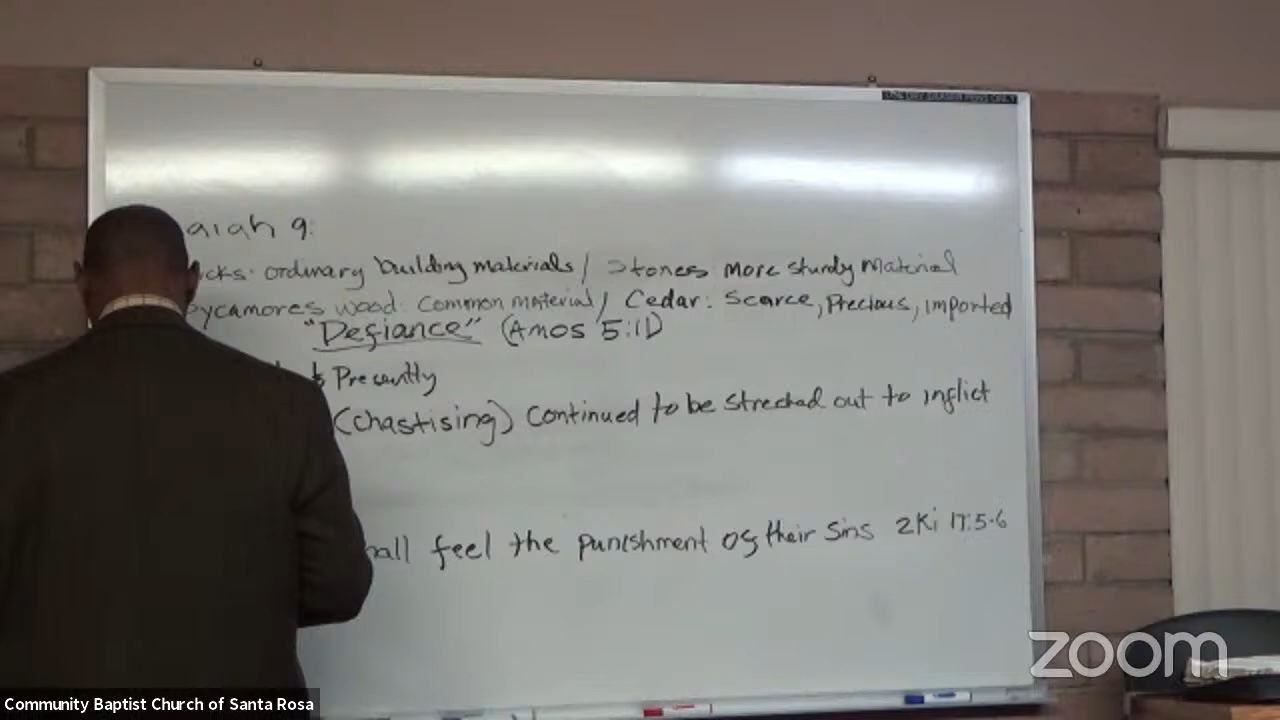 aiah 9:
cks: ordinary building materials / Stones more sturdy material
ycamores wood: common material / Cedar: Scarce, Precious, imported
"Defiance" (Amos 5:11)
Presently
(chastising) continued to be streched out to inflict
hall feel the punishment of their sins 2Ki 17:5-6
zoom
Community Baptist Church of Santa Rosa